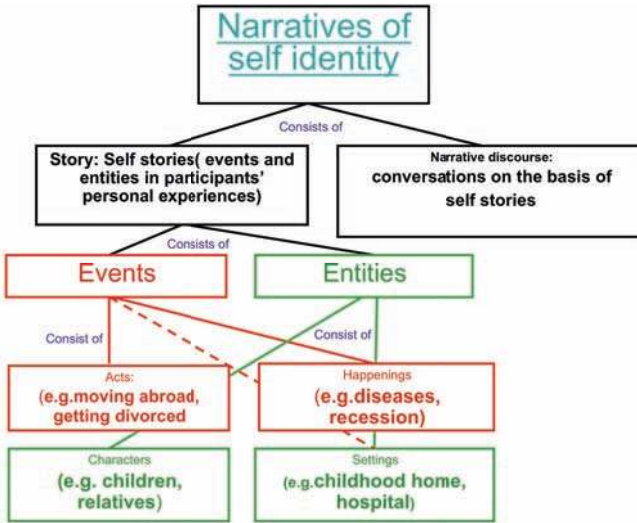 Narratives of
self identity
Consists of
Story: Self stories( events and
entities in participants'
personal experiences)
Narrative discourse:
conversations on the basis of
self stories
Consists of
Events
Entities
Consist of
Consist of
Acts:
(e.g.moving abroad,
getting divorced
Happenings
(e.g.diseases,
recession)
Characters
(e.g. children,
relatives)
Settings
(e.g.childhood home,
hospital)